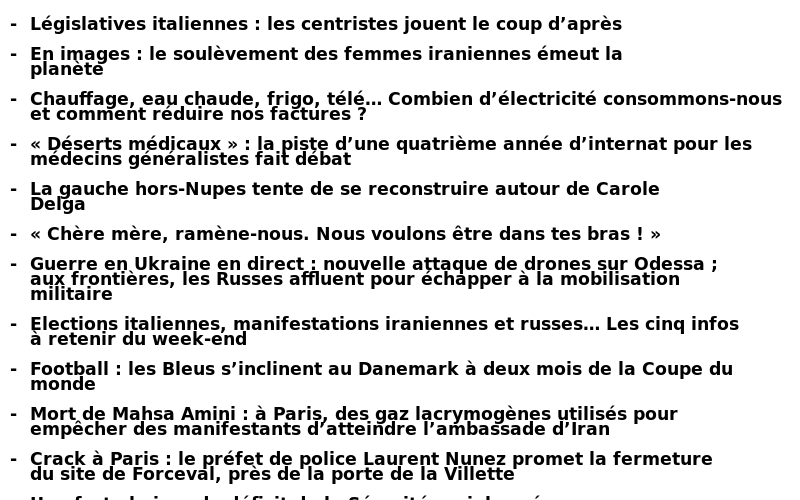 - Législatives italiennes : les centristes jouent le coup d’après
- En images : le soulèvement des femmes iraniennes émeut la
planète
- Chauffage, eau chaude, frigo, télé… Combien d’électricité consommons-nous
et comment réduire nos factures ?
- « Déserts médicaux » : la piste d’une quatrième année d’internat pour les
médecins généralistes fait débat
- La gauche hors-Nupes tente de se reconstruire autour de Carole
Delga
- « Chère mère, ramène-nous. Nous voulons être dans tes bras ! »
- Guerre en Ukraine en direct : nouvelle attaque de drones sur Odessa ;
aux frontières, les Russes affluent pour échapper à la mobilisation
militaire
- Elections italiennes, manifestations iraniennes et russes… Les cinq infos
à retenir du week-end
- Football : les Bleus s’inclinent au Danemark à deux mois de la Coupe du
monde
- Mort de Mahsa Amini : à Paris, des gaz lacrymogènes utilisés pour
empêcher des manifestants d’atteindre l’ambassade d’Iran
- Crack à Paris : le préfet de police Laurent Nunez promet la fermeture
du site de Forceval, près de la porte de la Villette